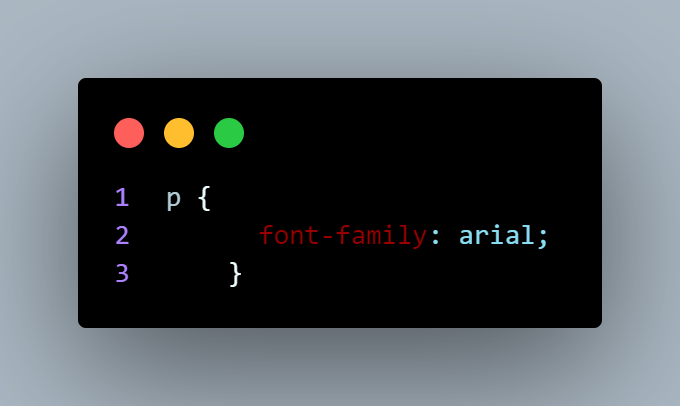 1 p {
2       font-family: arial;
3     }